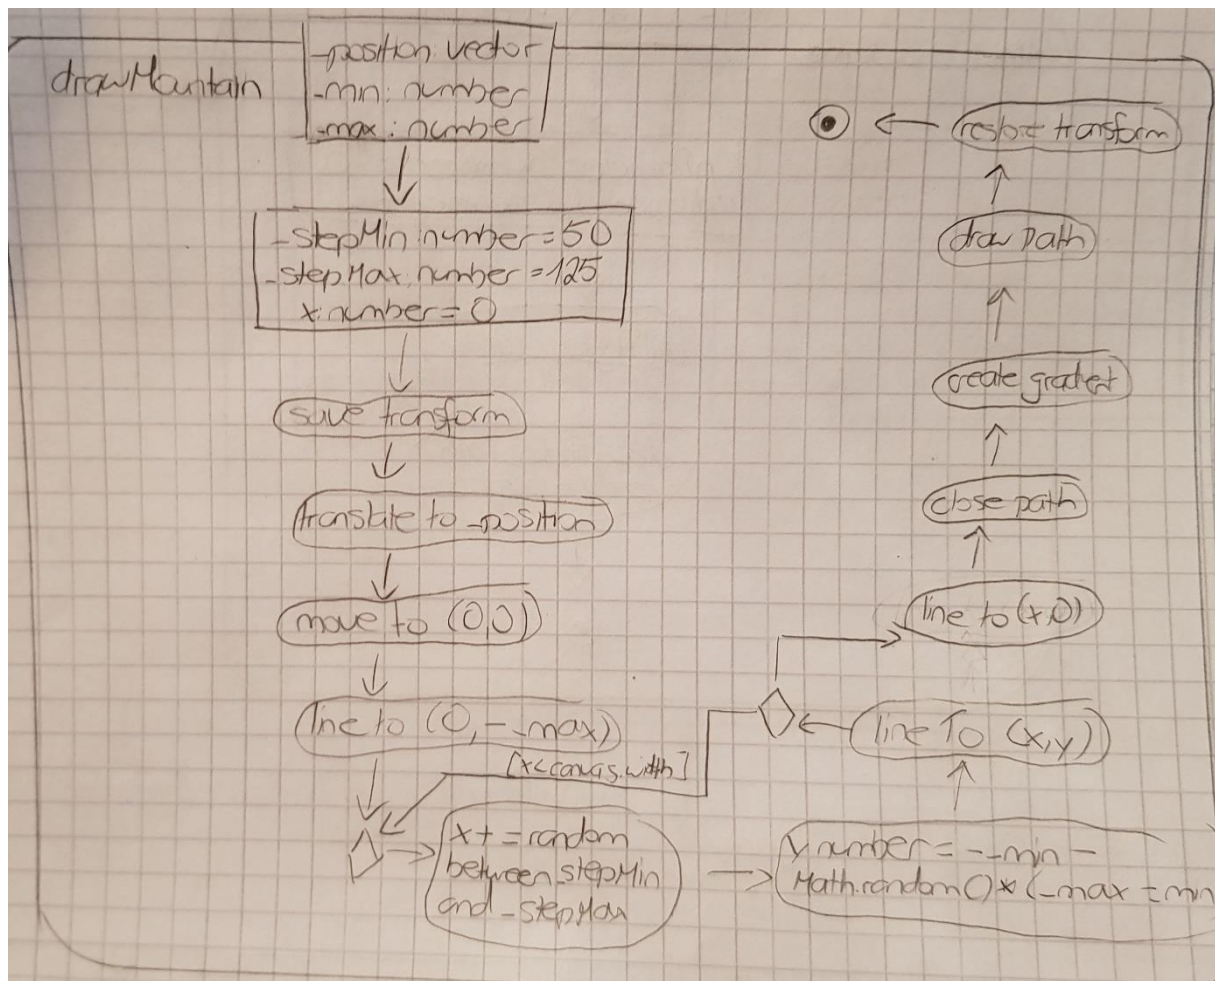 drawMountain
_position: vector
_min: number
_max: number
_stepMin: number = 50
_stepMax: number = 125
x: number = 0
save transform
translate to _position
move to (0,0)
line to (0, -_max)
[x<canvas.width]
x += random
between _stepMin
and _stepMax
y number = -_min -
Math.random() * (_max - _min
line To (x,y)
line to (x,0)
close path
create gradient
draw path
restore transform